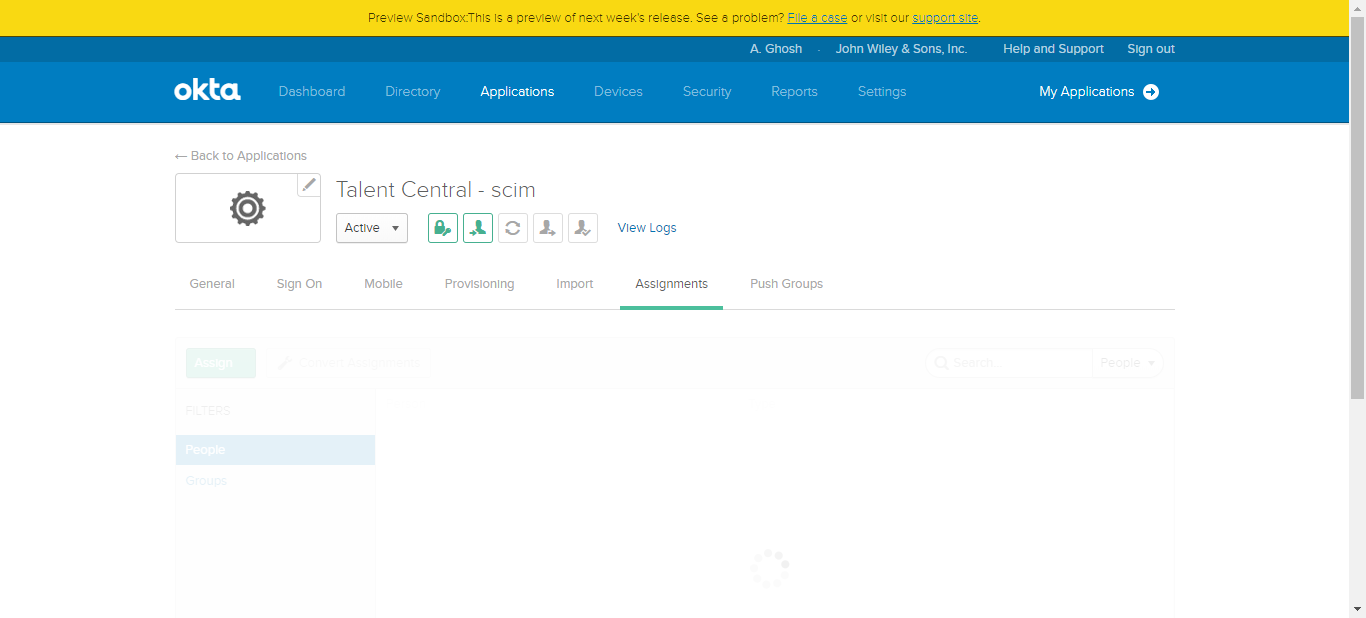 Preview Sandbox:This is a preview of next week's release. See a problem? File a case or visit our support site.
A. Ghosh · John Wiley & Sons, Inc. Help and Support Sign out
okta Dashboard Directory Applications Devices Security Reports Settings My Applications
← Back to Applications
Talent Central - scim
Active View Logs
General Sign On Mobile Provisioning Import Assignments Push Groups
Assign Convert Assignments Search... People
FILTERS
People
Groups